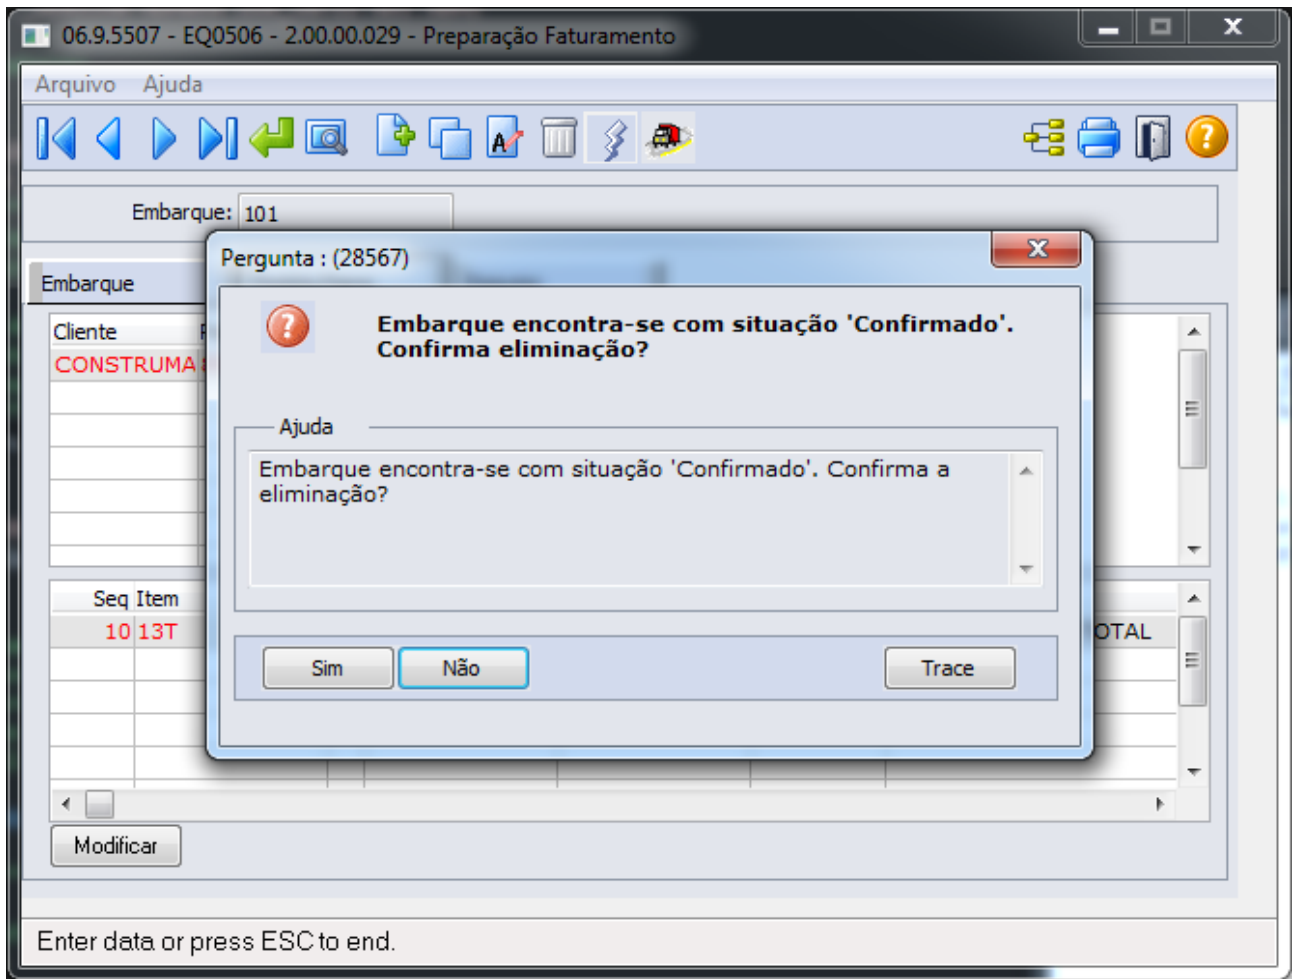 06.9.5507 - EQ0506 - 2.00.00.029 - Preparação Faturamento
Arquivo Ajuda
Embarque: 101
Pergunta : (28567)
Embarque
Cliente
CONSTRUMA
Embarque encontra-se com situação 'Confirmado'.
Confirma eliminação?
Ajuda
Embarque encontra-se com situação 'Confirmado'. Confirma a
eliminação?
Seq Item
10 13T
OTAL
Sim Não Trace
Modificar
Enter data or press ESC to end.